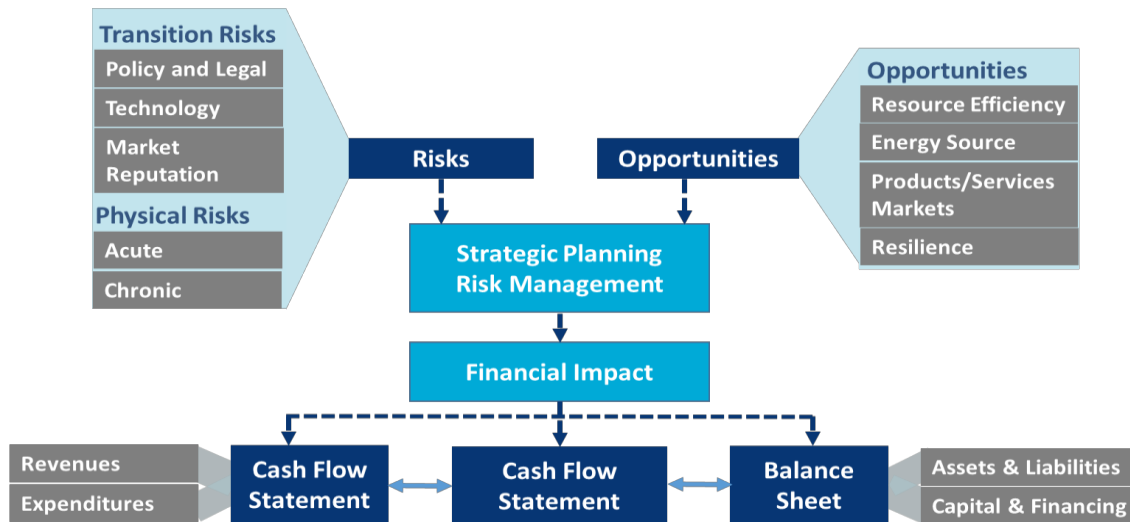 Transition Risks
Policy and Legal
Technology
Market
Reputation
Physical Risks
Acute
Chronic
Risks
Opportunities
Opportunities
Resource Efficiency
Energy Source
Products/Services
Markets
Resilience
Strategic Planning
Risk Management
Financial Impact
Revenues
Expenditures
Cash Flow
Statement
Cash Flow
Statement
Balance
Sheet
Assets & Liabilities
Capital & Financing